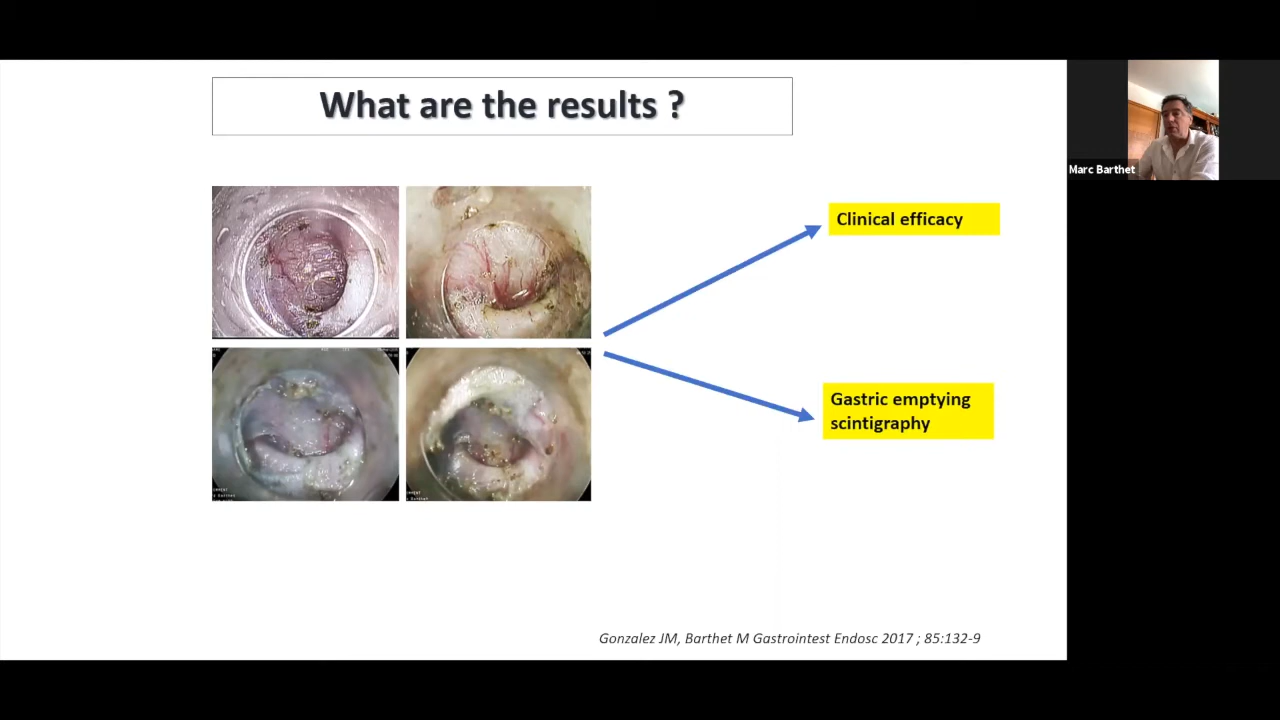 What are the results ?
Marc Barthet
Clinical efficacy
Gastric emptying
scintigraphy
Gonzalez JM, Barthet M Gastrointest Endosc 2017 ; 85:132-9